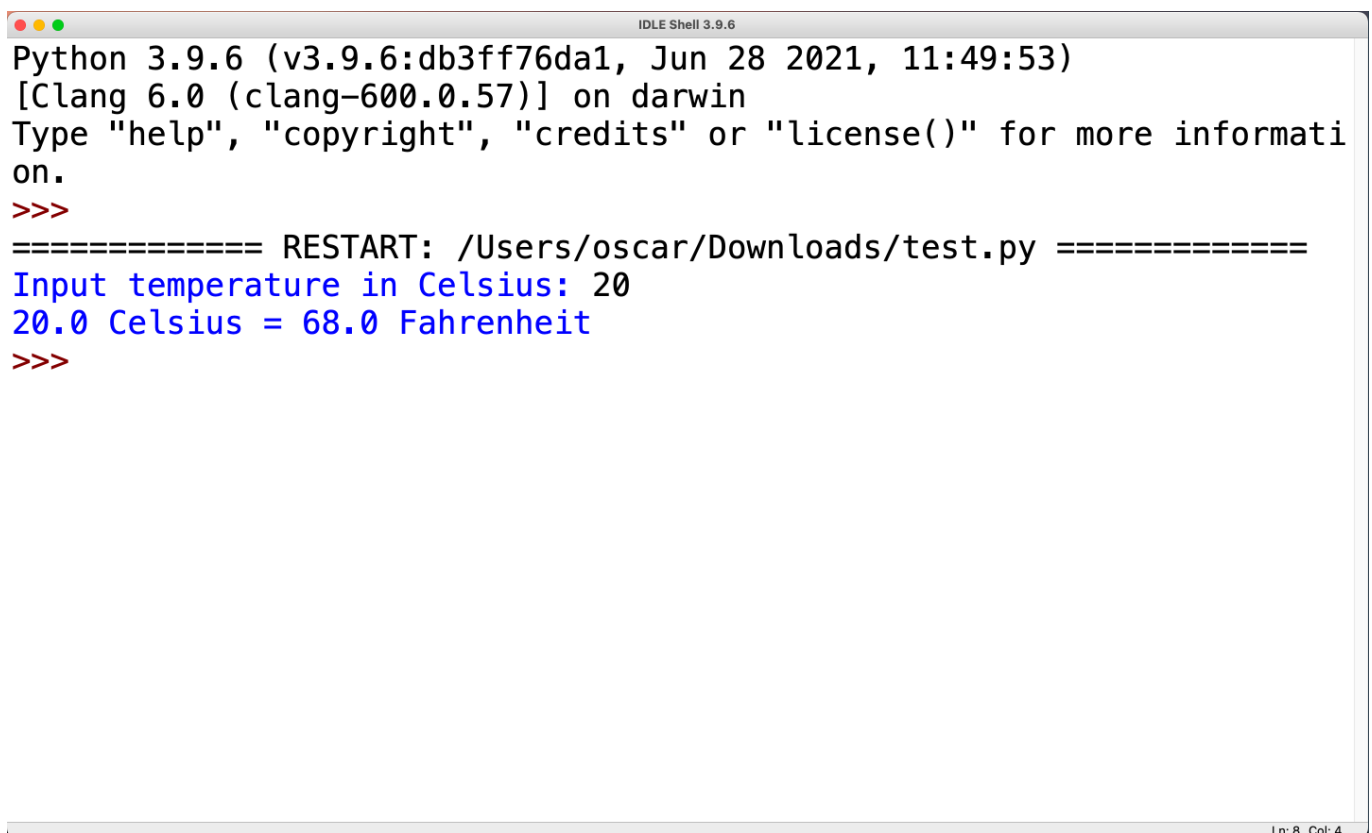 IDLE Shell 3.9.6
Python 3.9.6 (v3.9.6:db3ff76da1, Jun 28 2021, 11:49:53)
[Clang 6.0 (clang-600.0.57)] on darwin
Type "help", "copyright", "credits" or "license()" for more informati
on.
>>>
============= RESTART: /Users/oscar/Downloads/test.py =============
Input temperature in Celsius: 20
20.0 Celsius = 68.0 Fahrenheit
>>>
Ln: 8 Col: 4